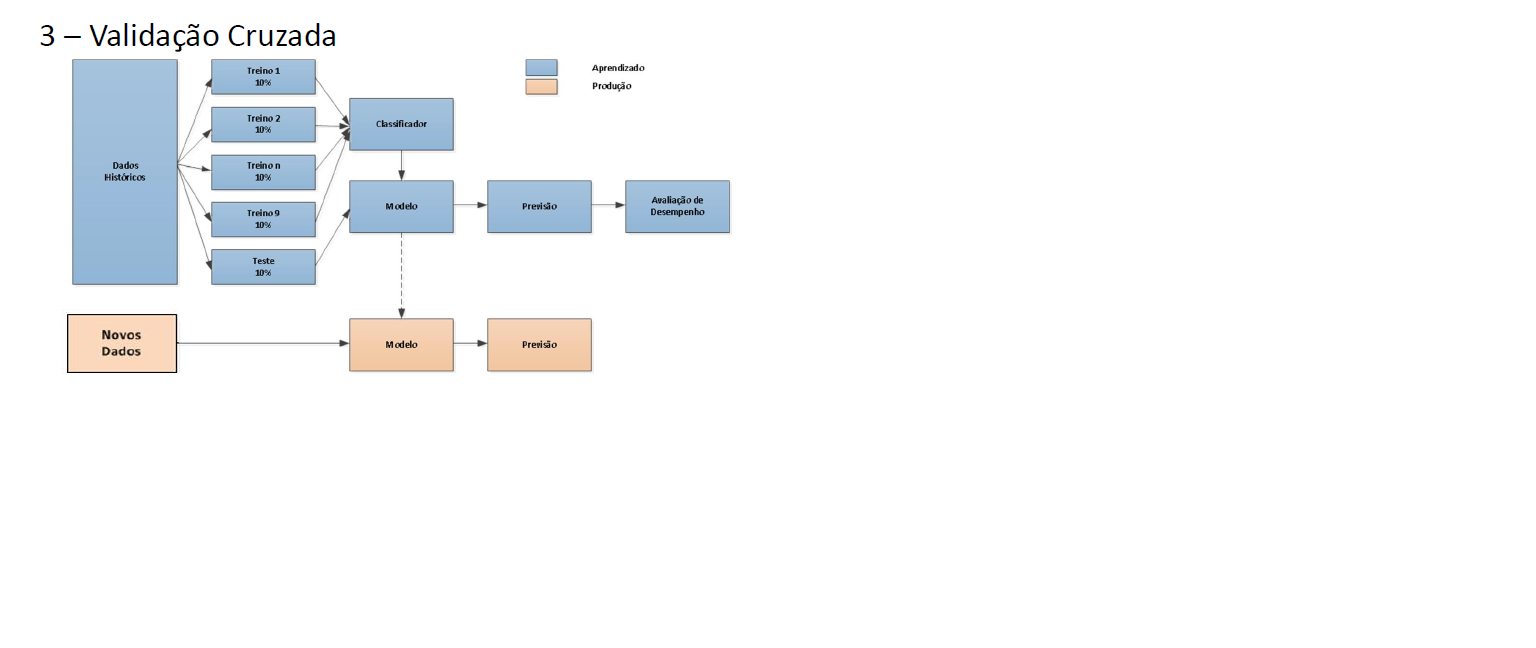 3 – Validação Cruzada
Treino 1
10%
Treino 2
10%
Treino n
10%
Treino 9
10%
Teste
10%
Dados
Históricos
Classificador
Modelo
Previsão
Avaliação de
Desempenho
Aprendizado
Produção
Novos
Dados
Modelo
Previsão